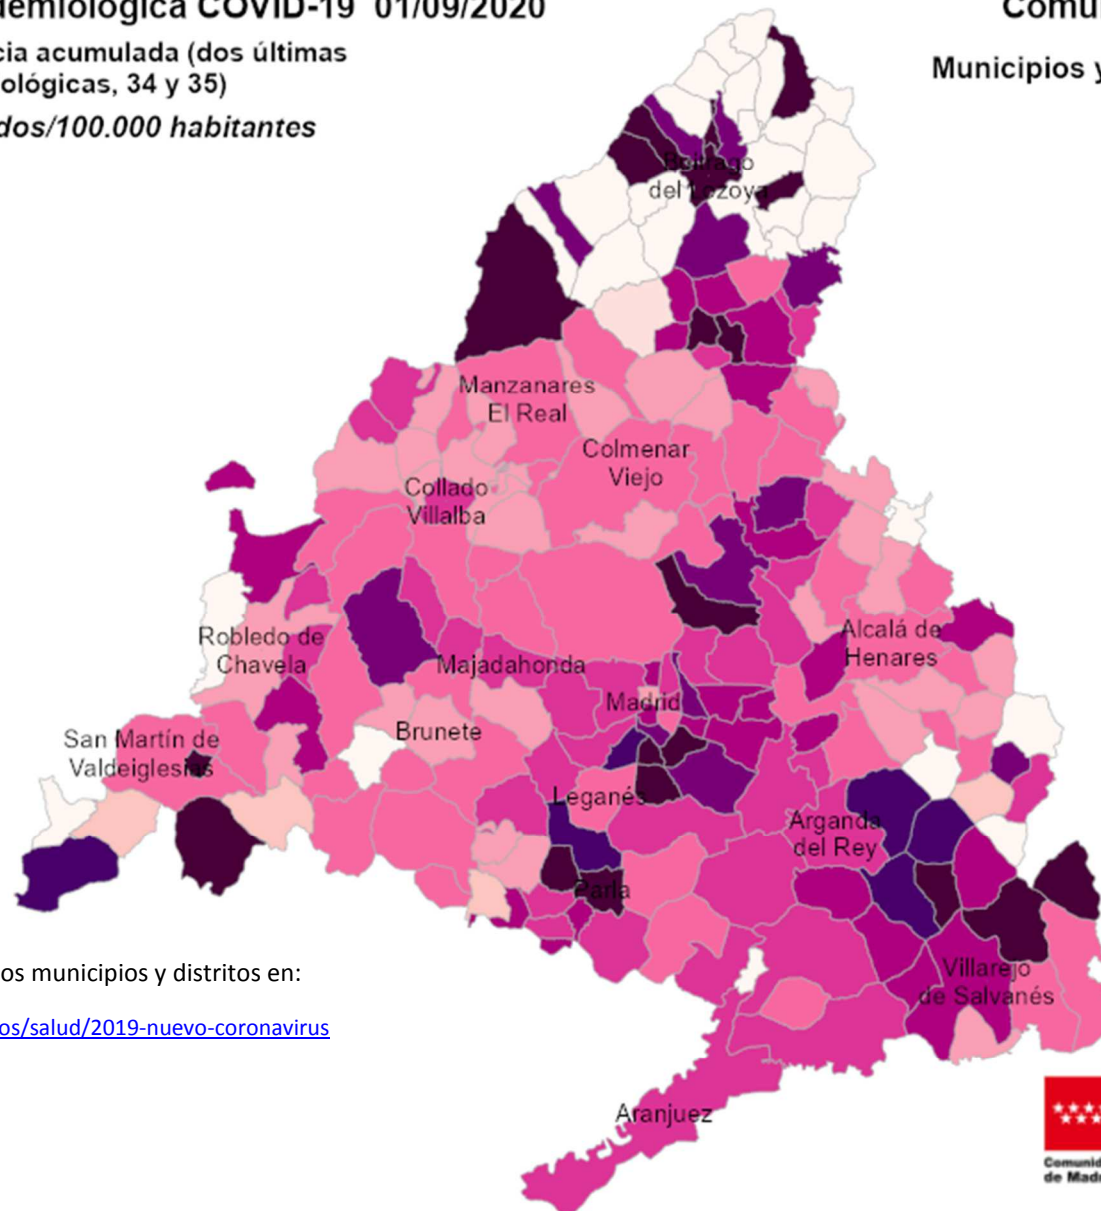 demiológica COVID-19 01/09/2020
cia acumulada (dos últimas
ológicas, 34 y 35)
dos/100.000 habitantes
Comu
Municipios y
Buitrago
del Lozoya
Manzanares
El Real
Colmenar
Viejo
Collado
Villalba
Robledo de
Chavela
Majadahonda
Alcalá de
Henares
Madrid
San Martín de
Valdeiglesias
Brunete
Leganés
Arganda
del Rey
Parla
Villarejo
de Salvanés
os municipios y distritos en:
os/salud/2019-nuevo-coronavirus
Aranjuez
Comunid
de Madr